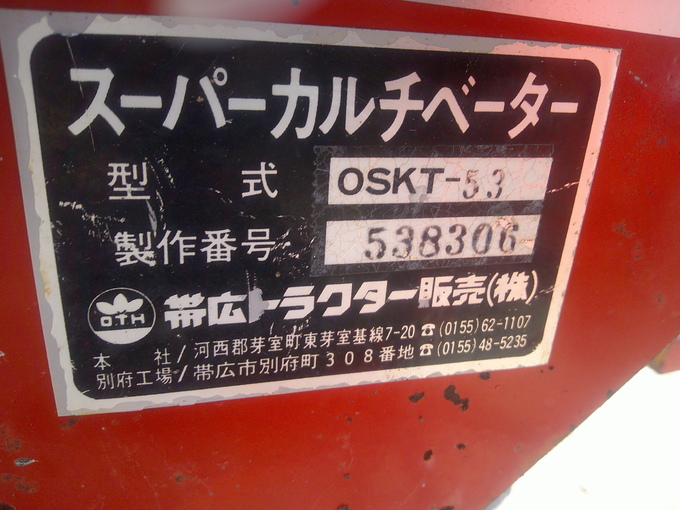 スーパーカルチベーター
型 式 OSKT-53
製作番号 538306
O.T.H 帯広トラクター販売(株)
本 社/河西郡芽室町東芽室基線7-20 ☎(0155)62-1107
別府工場/帯広市別府町308番地 ☎(0155)48-5235